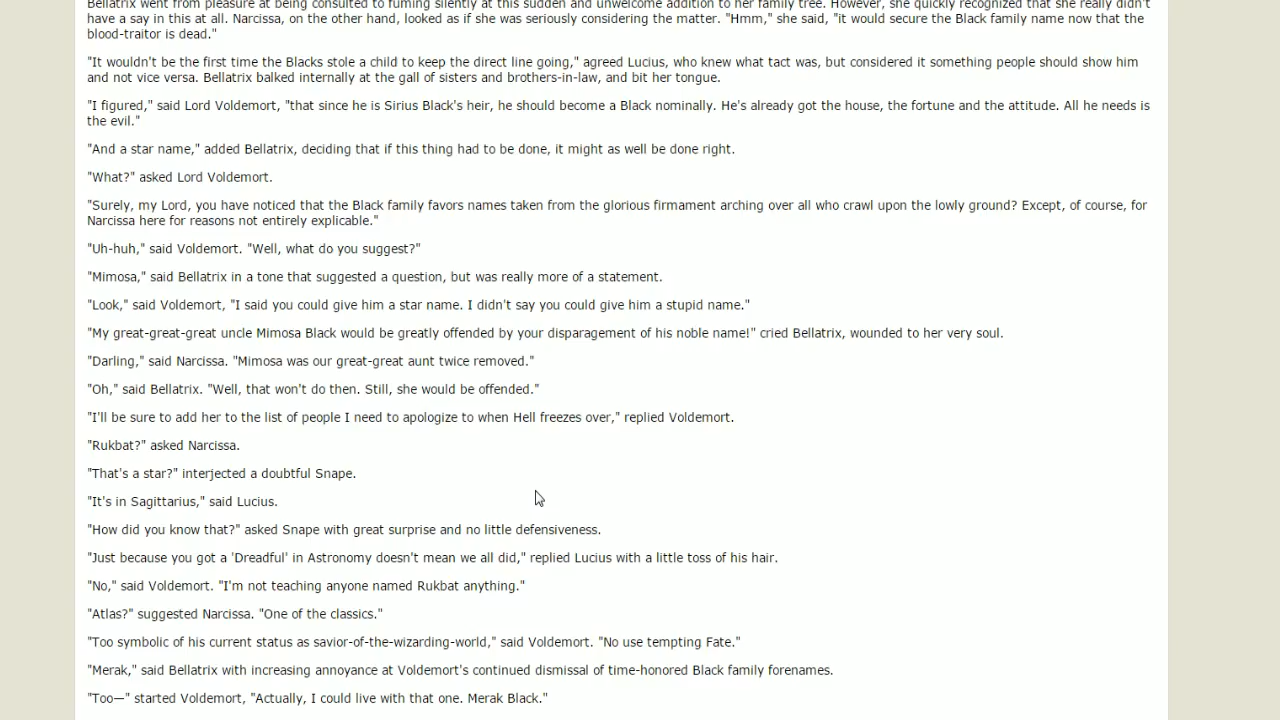 Bellatrix went from pleasure at being consulted to fuming silently at this sudden and unwelcome addition to her family tree. However, she quickly recognized that she really didn't
have a say in this at all. Narcissa, on the other hand, looked as if she was seriously considering the matter. "Hmm," she said, "it would secure the Black family name now that the
blood-traitor is dead."
"It wouldn't be the first time the Blacks stole a child to keep the direct line going," agreed Lucius, who knew what tact was, but considered it something people should show him
and not vice versa. Bellatrix balked internally at the gall of sisters and brothers-in-law, and bit her tongue.
"I figured," said Lord Voldemort, "that since he is Sirius Black's heir, he should become a Black nominally. He's already got the house, the fortune and the attitude. All he needs is
the evil."
"And a star name," added Bellatrix, deciding that if this thing had to be done, it might as well be done right.
"What?" asked Lord Voldemort.
"Surely, my Lord, you have noticed that the Black family favors names taken from the glorious firmament arching over all who crawl upon the lowly ground? Except, of course, for
Narcissa here for reasons not entirely explicable."
"Uh-huh," said Voldemort. "Well, what do you suggest?"
"Mimosa," said Bellatrix in a tone that suggested a question, but was really more of a statement.
"Look," said Voldemort, "I said you could give him a star name. I didn't say you could give him a stupid name."
"My great-great-great uncle Mimosa Black would be greatly offended by your disparagement of his noble name!" cried Bellatrix, wounded to her very soul.
"Darling," said Narcissa. "Mimosa was our great-great aunt twice removed."
"Oh," said Bellatrix. "Well, that won't do then. Still, she would be offended."
"I'll be sure to add her to the list of people I need to apologize to when Hell freezes over," replied Voldemort.
"Rukbat?" asked Narcissa.
"That's a star?" interjected a doubtful Snape.
"It's in Sagittarius," said Lucius.
"How did you know that?" asked Snape with great surprise and no little defensiveness.
"Just because you got a 'Dreadful' in Astronomy doesn't mean we all did," replied Lucius with a little toss of his hair.
"No," said Voldemort. "I'm not teaching anyone named Rukbat anything."
"Atlas?" suggested Narcissa. "One of the classics."
"Too symbolic of his current status as savior-of-the-wizarding-world," said Voldemort. "No use tempting Fate."
"Merak," said Bellatrix with increasing annoyance at Voldemort's continued dismissal of time-honored Black family forenames.
"Too—" started Voldemort, "Actually, I could live with that one. Merak Black."